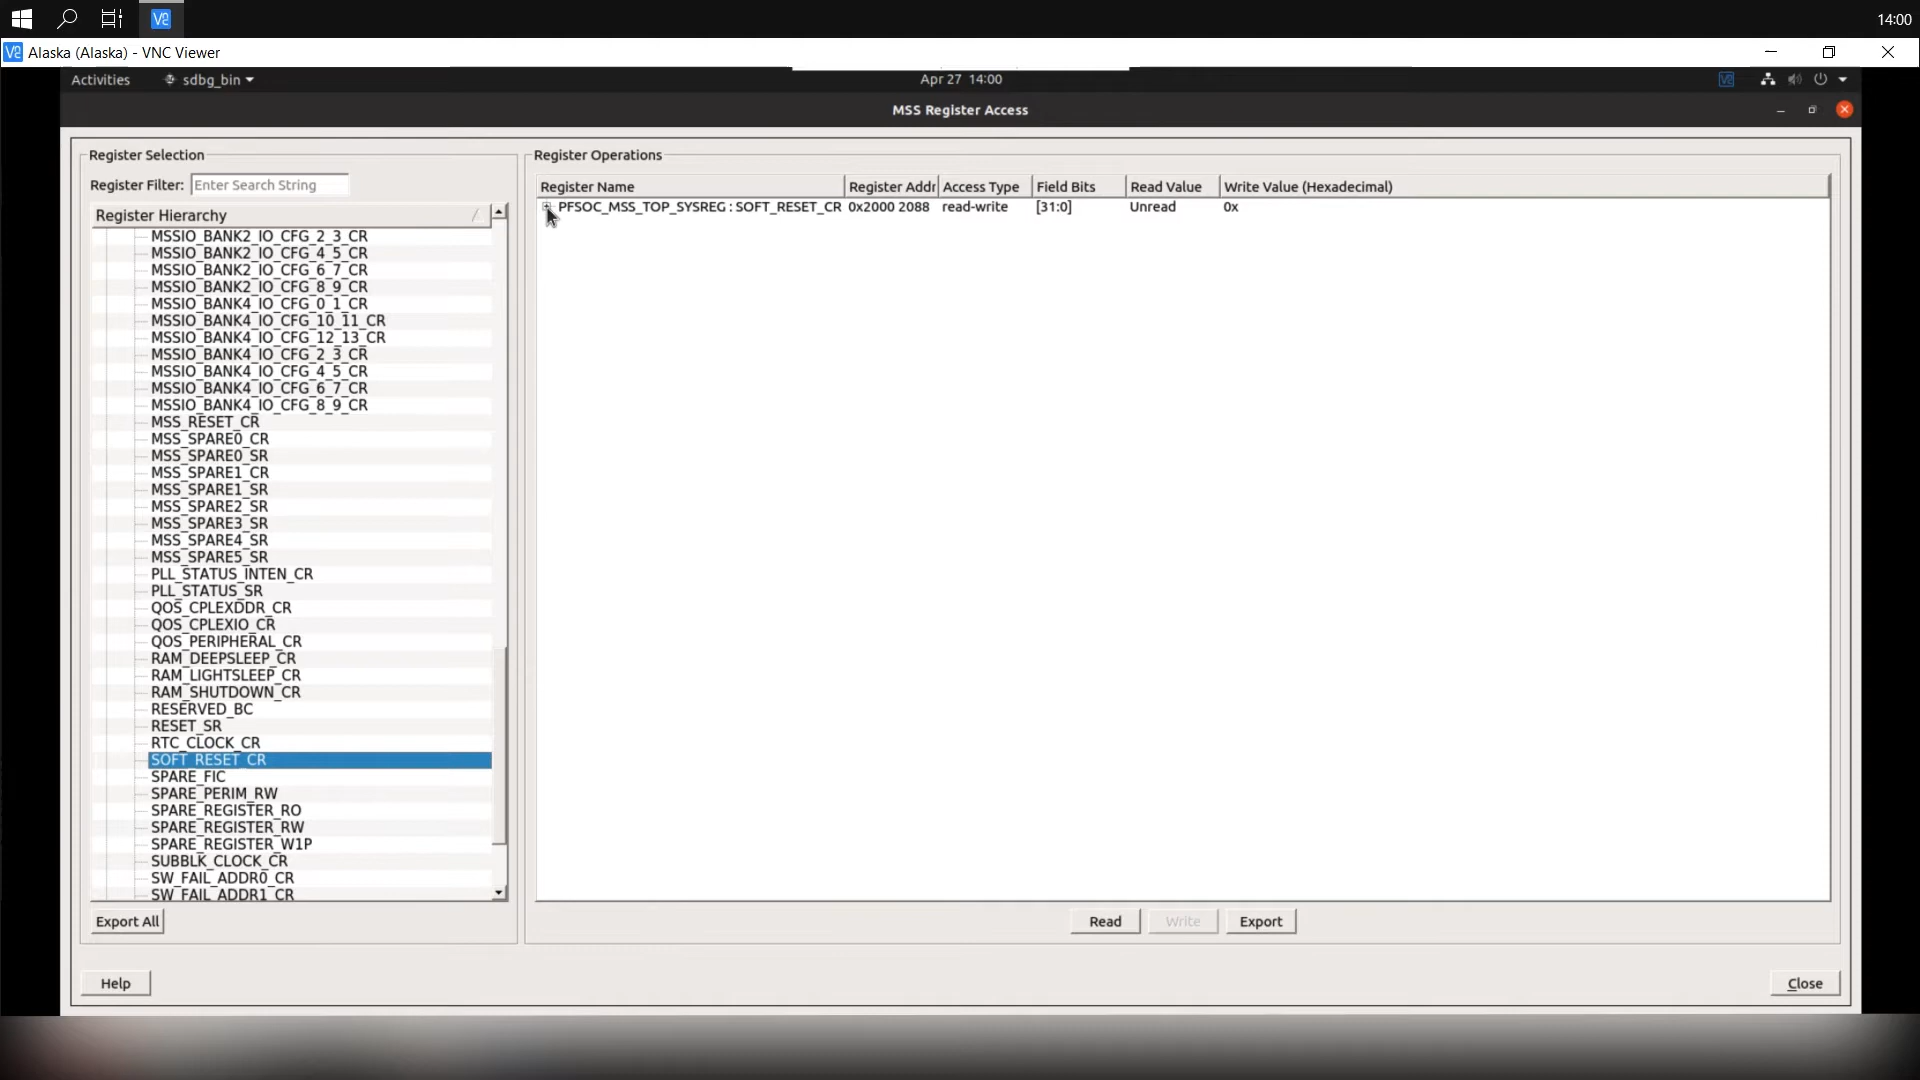 14:00
Alaska (Alaska) - VNC Viewer
Activities
sdbg_bin
Apr 27 14:00
MSS Register Access
Register Selection
Register Filter:
Enter Search String
Register Hierarchy
MSSIO_BANK2_IO_CFG_2_3_CR
MSSIO_BANK2_IO_CFG_4_5_CR
MSSIO_BANK2_IO_CFG_6_7_CR
MSSIO_BANK2_IO_CFG_8_9_CR
MSSIO_BANK4_IO_CFG_0_1_CR
MSSIO_BANK4_IO_CFG_10_11_CR
MSSIO_BANK4_IO_CFG_12_13_CR
MSSIO_BANK4_IO_CFG_2_3_CR
MSSIO_BANK4_IO_CFG_4_5_CR
MSSIO_BANK4_IO_CFG_6_7_CR
MSSIO_BANK4_IO_CFG_8_9_CR
MSS_RESET_CR
MSS_SPARE0_CR
MSS_SPARE0_SR
MSS_SPARE1_CR
MSS_SPARE1_SR
MSS_SPARE2_SR
MSS_SPARE3_SR
MSS_SPARE4_SR
MSS_SPARE5_SR
PLL_STATUS_INTEN_CR
PLL_STATUS_SR
QOS_CPLEXDDR_CR
QOS_CPLEXIO_CR
QOS_PERIPHERAL_CR
RAM_DEEPSLEEP_CR
RAM_LIGHTSLEEP_CR
RAM_SHUTDOWN_CR
RESERVED_BC
RESET_SR
RTC_CLOCK_CR
SOFT_RESET_CR
SPARE_FIC
SPARE_PERIM_RW
SPARE_REGISTER_RO
SPARE_REGISTER_RW
SPARE_REGISTER_W1P
SUBBLK_CLOCK_CR
SW_FAIL_ADDR0_CR
SW_FAIL_ADDR1_CR
Export All
Register Operations
Register Name Register Addr Access Type Field Bits Read Value Write Value (Hexadecimal)
PFSOC_MSS_TOP_SYSREG : SOFT_RESET_CR 0x2000 2088 read-write [31:0] Unread 0x
Read Write Export
Help
Close